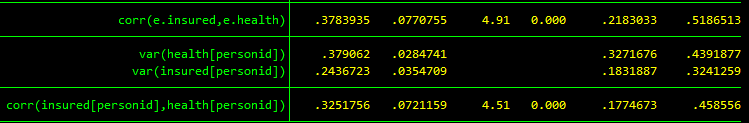 corr(e.insured,e.health) .3783935 .0770755 4.91 0.000 .2183033 .5186513
var(health[personid]) .379062 .0284741 .3271676 .4391877
var(insured[personid]) .2436723 .0354709 .1831887 .3241259
corr(insured[personid],health[personid]) .3251756 .0721159 4.51 0.000 .1774673 .458556